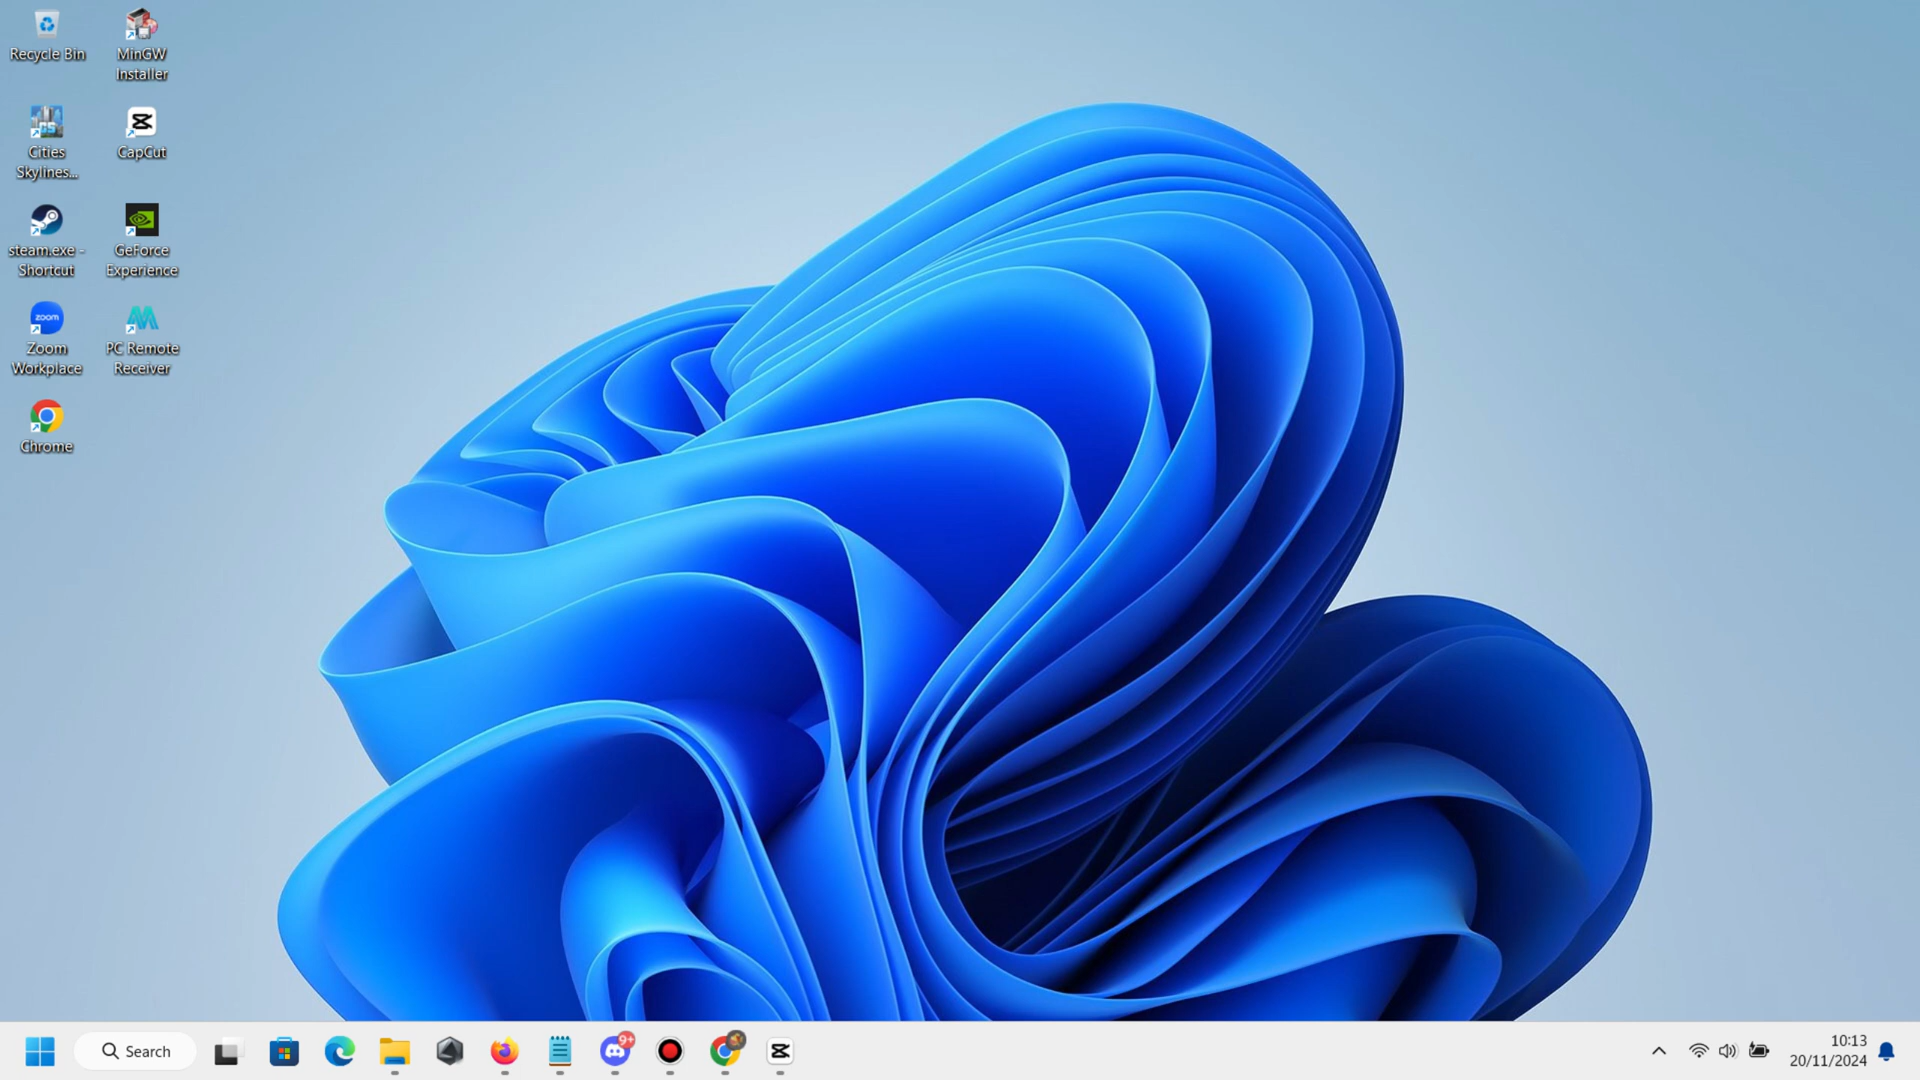 Recycle Bin
MinGW
Installer
Cities
Skylines...
CapCut
steam.exe -
Shortcut
GeForce
Experience
zoom
Zoom
Workplace
PC Remote
Receiver
Chrome
Search
9+
10:13
20/11/2024